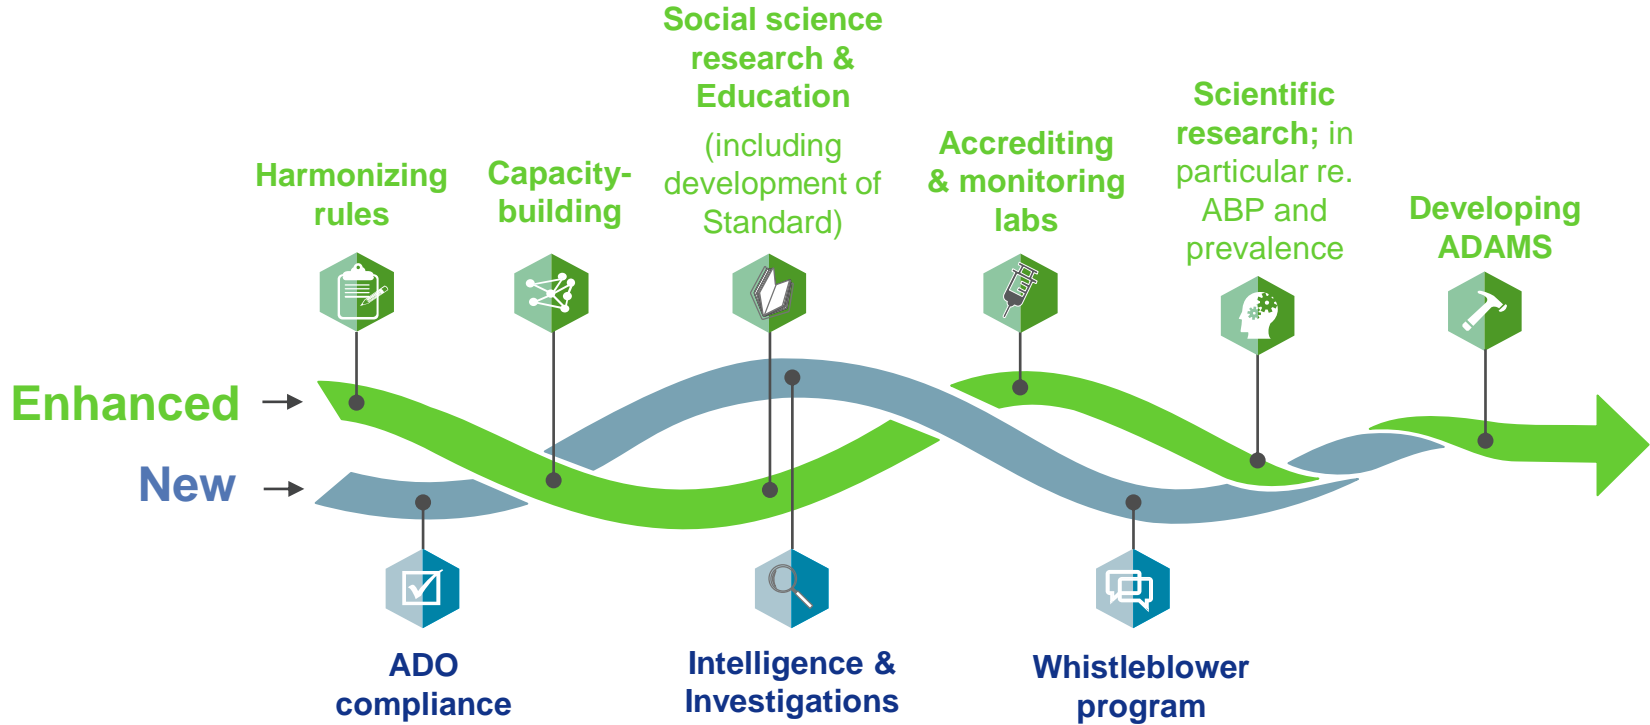 Social science
research &
Education
(including
development of
Standard)
Harmonizing
rules
Capacity-
building
Accrediting
& monitoring
labs
Scientific
research; in
particular re.
ABP and
prevalence
Developing
ADAMS
Enhanced
New
ADO
compliance
Intelligence &
Investigations
Whistleblower
program